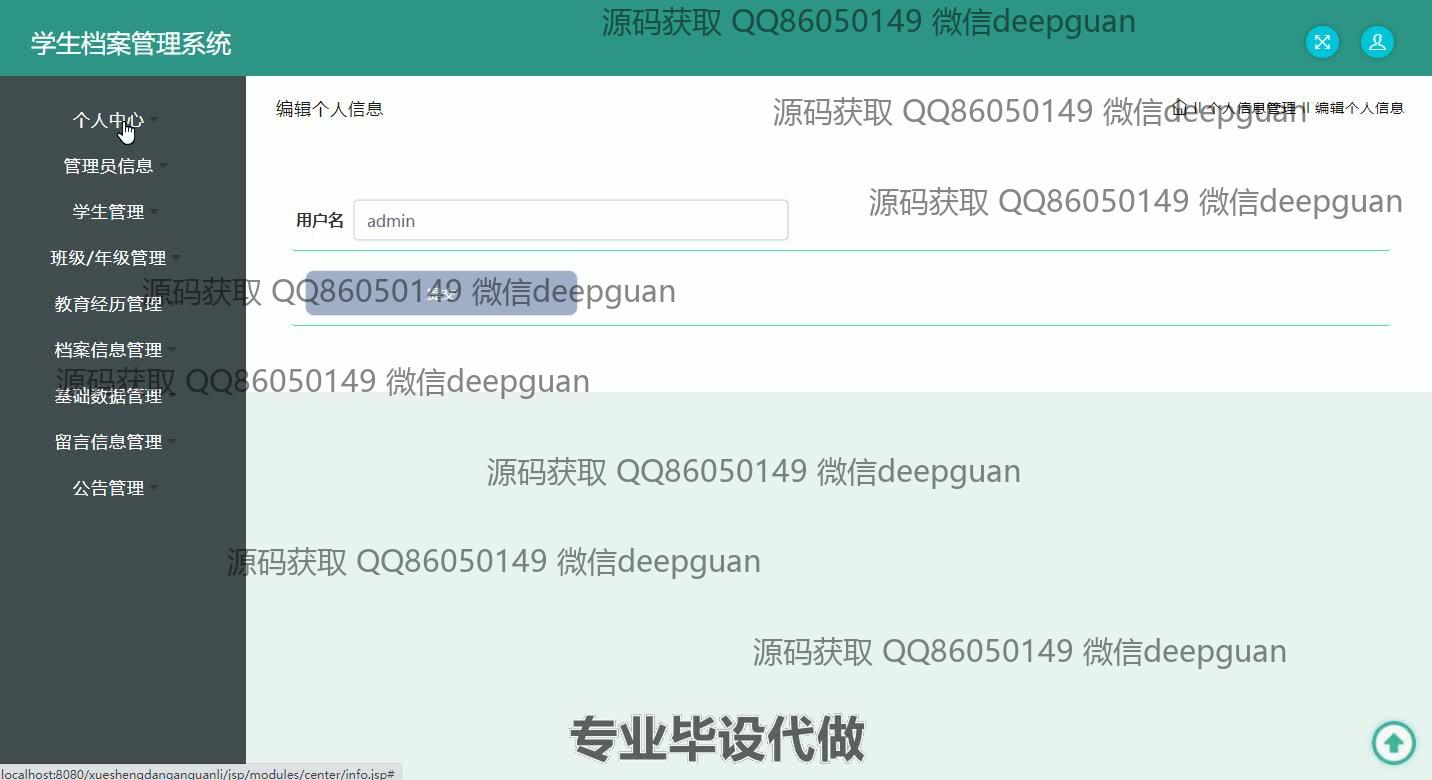 源码获取 QQ86050149 微信deepguan
学生档案管理系统
编辑个人信息
源码获取 QQ86050149 微信deepguan
个人信息管理 // 编辑个人信息
个人中心
管理员信息
学生管理
班级/年级管理
教育经历管理
档案信息管理
基础数据管理
留言信息管理
公告管理
源码获取 QQ86050149 微信deepguan
用户名
admin
提交
源码获取 QQ86050149 微信deepguan
源码获取 QQ86050149 微信deepguan
源码获取 QQ86050149 微信deepguan
源码获取 QQ86050149 微信deepguan
源码获取 QQ86050149 微信deepguan
专业毕设代做
localhost:8080/xueshengdanganguanli/jsp/modules/center/info.jsp#